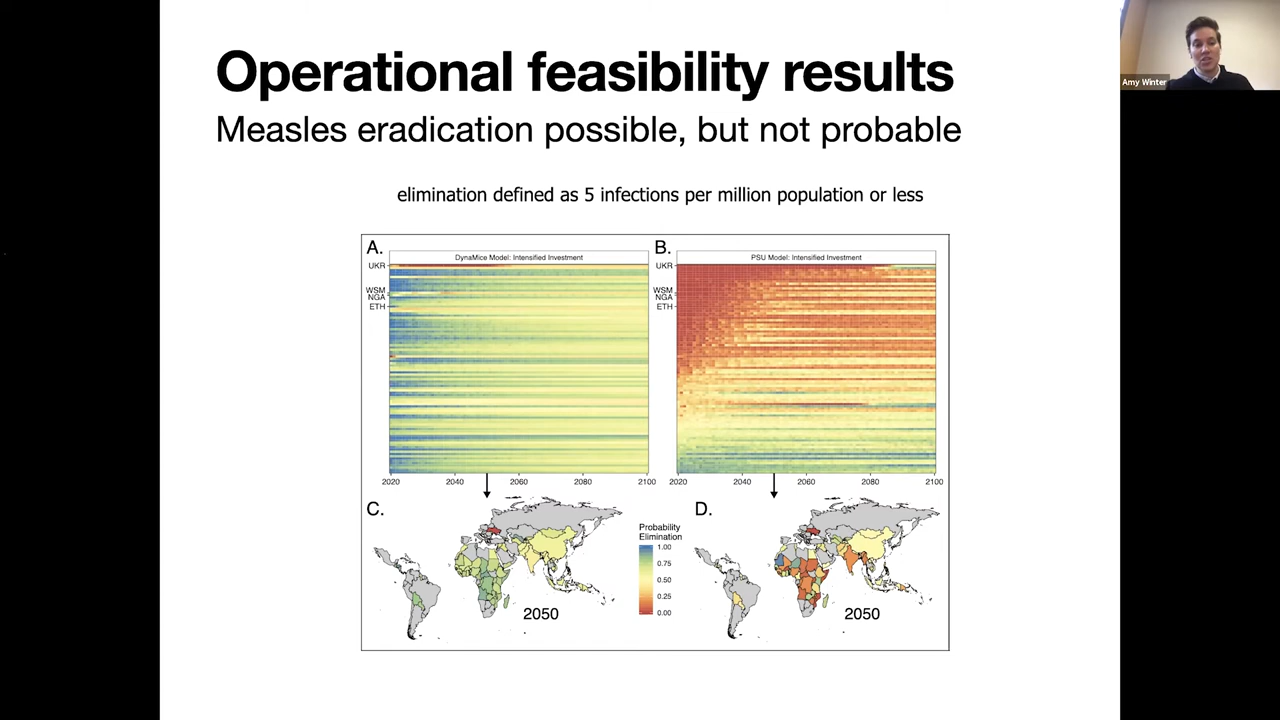 Operational feasibility results
Measles eradication possible, but not probable
elimination defined as 5 infections per million population or less
A.
DynaMice Model: Intensified Investment
UKR
WSM
NGA
ETH
2020 2040 2060 2080 2100
B.
PSU Model: Intensified Investment
UKR
WSM
NGA
ETH
2020 2040 2060 2080 2100
C.
2050
Probability
Elimination
1.00
0.75
0.50
0.25
0.00
D.
2050
Amy Winter